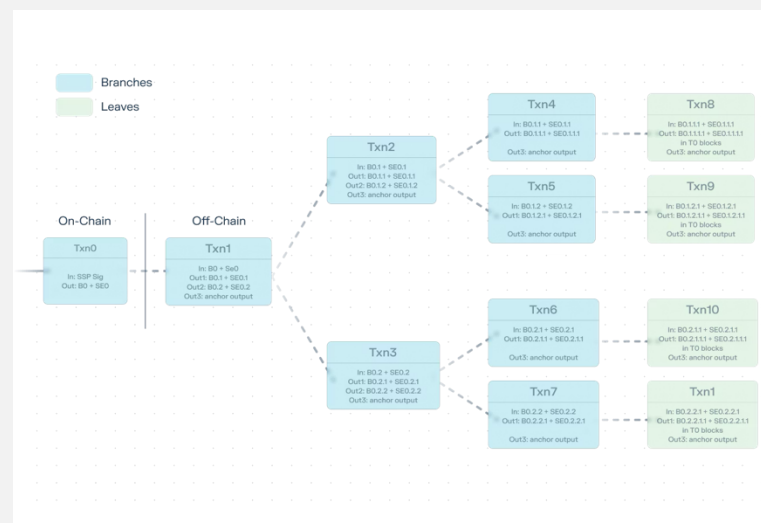 Branches
Leaves
On-Chain
Off-Chain
Txn0
In: SSP Sig
Out: B0 + SE0
Txn1
In: B0 + Se0
Out1: B0.1 + SE0.1
Out2: B0.2 + SE0.2
Out3: anchor output
Txn2
In: B0.1 + SE0.1
Out1: B0.1.1 + SE0.1.1
Out2: B0.1.2 + SE0.1.2
Out3: anchor output
Txn3
In: B0.2 + SE0.2
Out1: B0.2.1 + SE0.2.1
Out2: B0.2.2 + SE0.2.2
Out3: anchor output
Txn4
In: B0.1.1 + SE0.1.1
Out1: B0.1.1.1 + SE0.1.1.1
Out3: anchor output
Txn5
In: B0.1.2 + SE0.1.2
Out1: B0.1.2.1 + SE0.1.2.1
Out3: anchor output
Txn6
In: B0.2.1 + SE0.2.1
Out1: B0.2.1.1 + SE0.2.1.1
Out3: anchor output
Txn7
In: B0.2.2 + SE0.2.2
Out1: B0.2.2.1 + SE0.2.2.1
Out3: anchor output
Txn8
In: B0.1.1.1 + SE0.1.1.1
Out1: B0.1.1.1.1 + SE0.1.1.1.1
in T0 blocks
Out3: anchor output
Txn9
In: B0.1.2.1 + SE0.1.2.1
Out1: B0.1.2.1.1 + SE0.1.2.1.1
in T0 blocks
Out3: anchor output
Txn10
In: B0.2.1.1 + SE0.2.1.1
Out1: B0.2.1.1.1 + SE0.2.1.1.1
in T0 blocks
Out3: anchor output
Txn1
In: B0.2.2.1 + SE0.2.2.1
Out1: B0.2.2.1.1 + SE0.2.2.1.1
in T0 blocks
Out3: anchor output